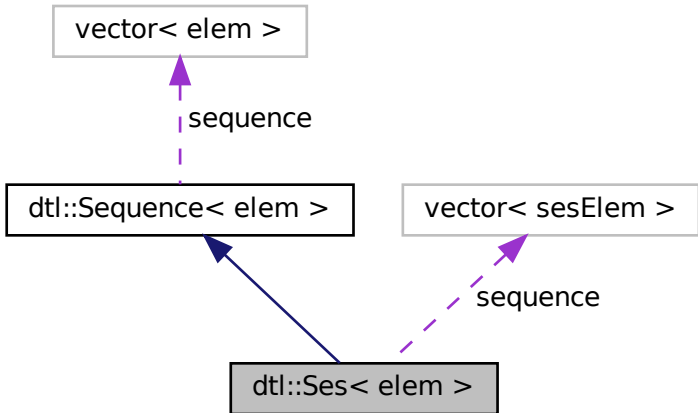 vector< elem >
sequence
dtl::Sequence< elem >
vector< sesElem >
sequence
dtl::Ses< elem >